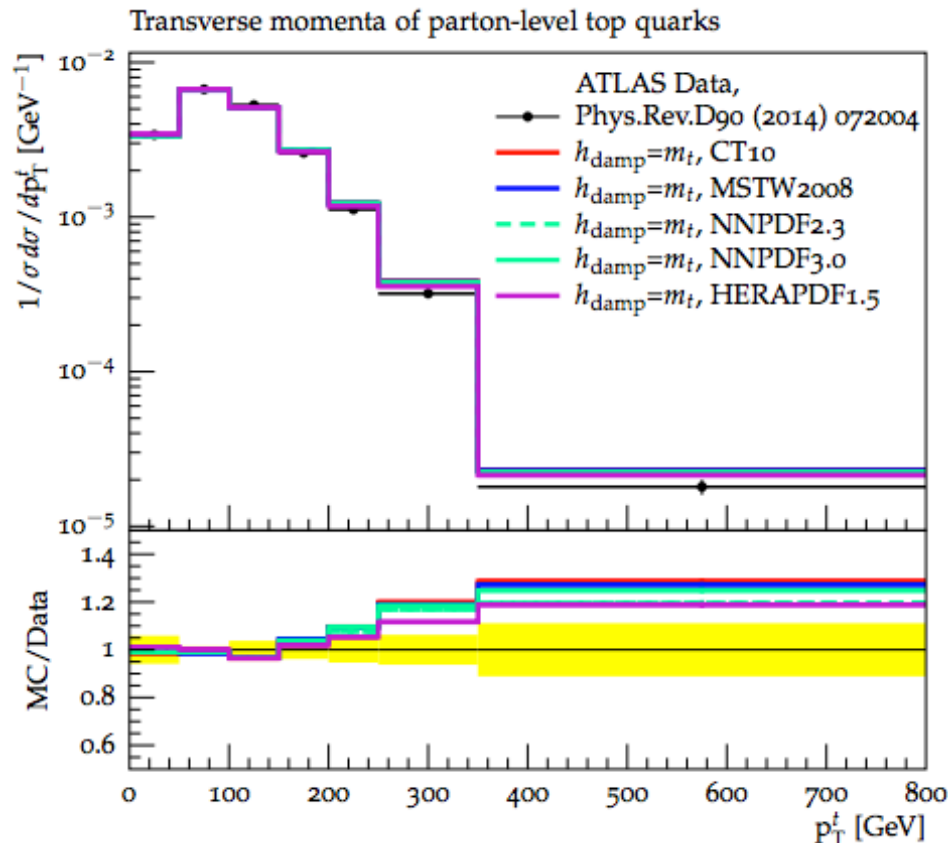 Transverse momenta of parton-level top quarks
1/σ dσ/dp_T^t [GeV⁻¹]
10⁻²
10⁻³
10⁻⁴
10⁻⁵
ATLAS Data,
Phys.Rev.D90 (2014) 072004
h_damp=m_t, CT10
h_damp=m_t, MSTW2008
h_damp=m_t, NNPDF2.3
h_damp=m_t, NNPDF3.0
h_damp=m_t, HERAPDF1.5
MC/Data
1.4
1.2
1
0.8
0.6
0 100 200 300 400 500 600 700 800
p_T^t [GeV]